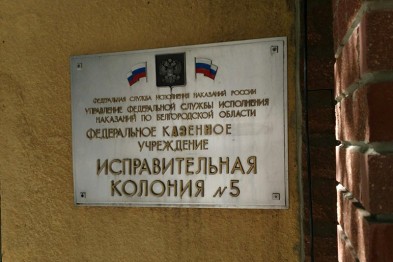 ФЕДЕРАЛЬНАЯ СЛУЖБА ИСПОЛНЕНИЯ НАКАЗАНИЙ РОССИИ
УПРАВЛЕНИЕ ФЕДЕРАЛЬНОЙ СЛУЖБЫ ИСПОЛНЕНИЯ
НАКАЗАНИЙ ПО БЕЛГОРОДСКОЙ ОБЛАСТИ
ФЕДЕРАЛЬНОЕ КАЗЕННОЕ
УЧРЕЖДЕНИЕ
ИСПРАВИТЕЛЬНАЯ
КОЛОНИЯ №5